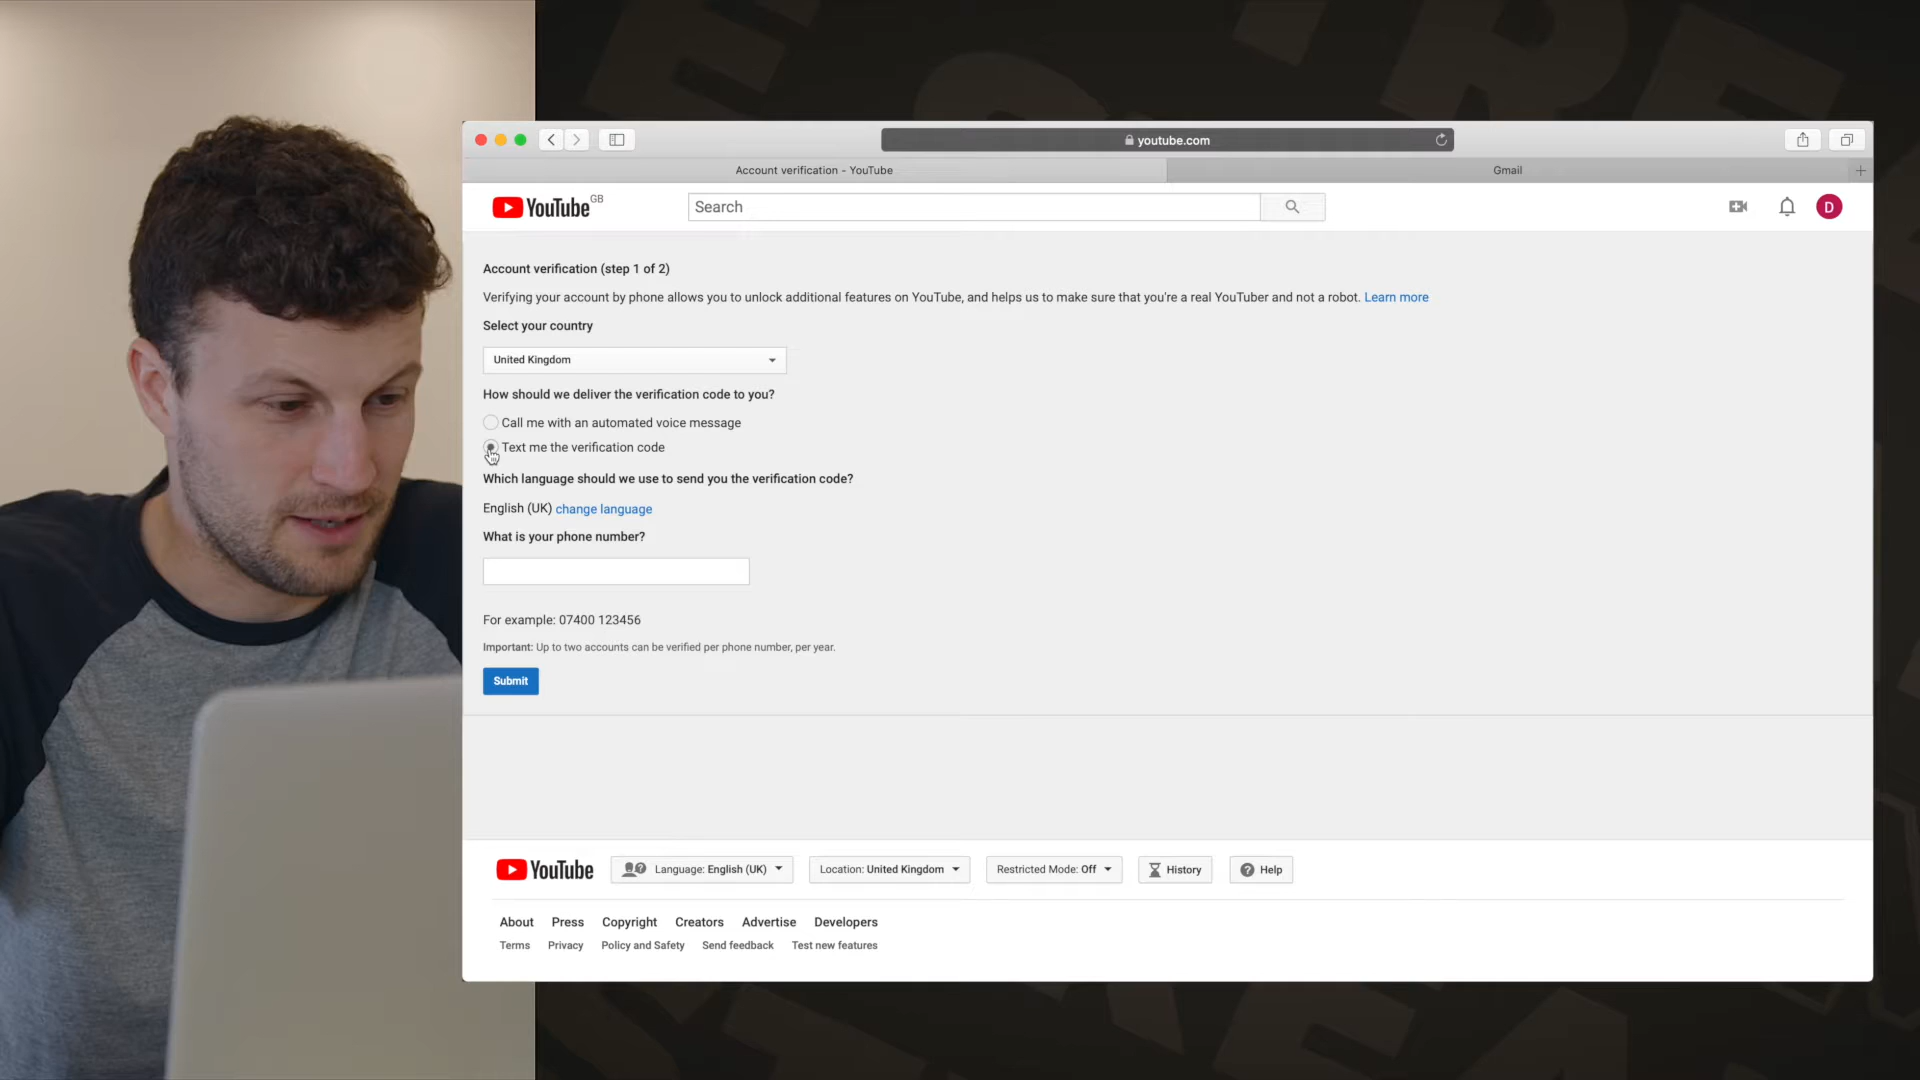 youtube.com
Account verification - YouTube
Gmail
YouTube GB
Search
D
Account verification (step 1 of 2)
Verifying your account by phone allows you to unlock additional features on YouTube, and helps us to make sure that you're a real YouTuber and not a robot. Learn more
Select your country
United Kingdom
How should we deliver the verification code to you?
Call me with an automated voice message
Text me the verification code
Which language should we use to send you the verification code?
English (UK) change language
What is your phone number?
For example: 07400 123456
Important: Up to two accounts can be verified per phone number, per year.
Submit
YouTube
Language: English (UK)
Location: United Kingdom
Restricted Mode: Off
History
Help
About Press Copyright Creators Advertise Developers
Terms Privacy Policy and Safety Send feedback Test new features